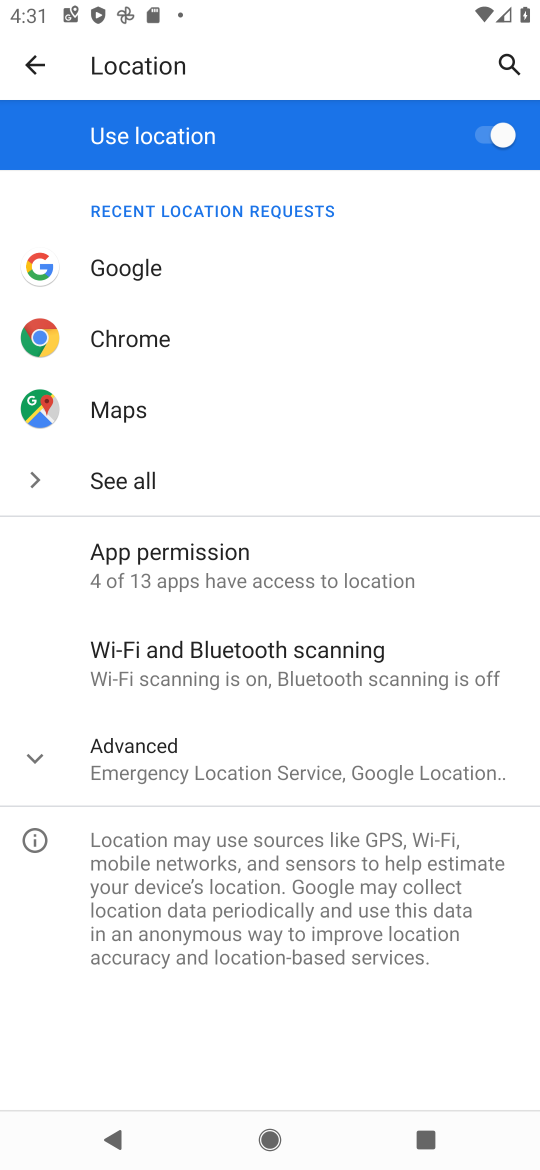 4:31
Location
Use location
RECENT LOCATION REQUESTS
Google
Chrome
Maps
See all
App permission
4 of 13 apps have access to location
Wi-Fi and Bluetooth scanning
Wi-Fi scanning is on, Bluetooth scanning is off
Advanced
Emergency Location Service, Google Location..
Location may use sources like GPS, Wi-Fi,
mobile networks, and sensors to help estimate
your device’s location. Google may collect
location data periodically and use this data
in an anonymous way to improve location
accuracy and location-based services.